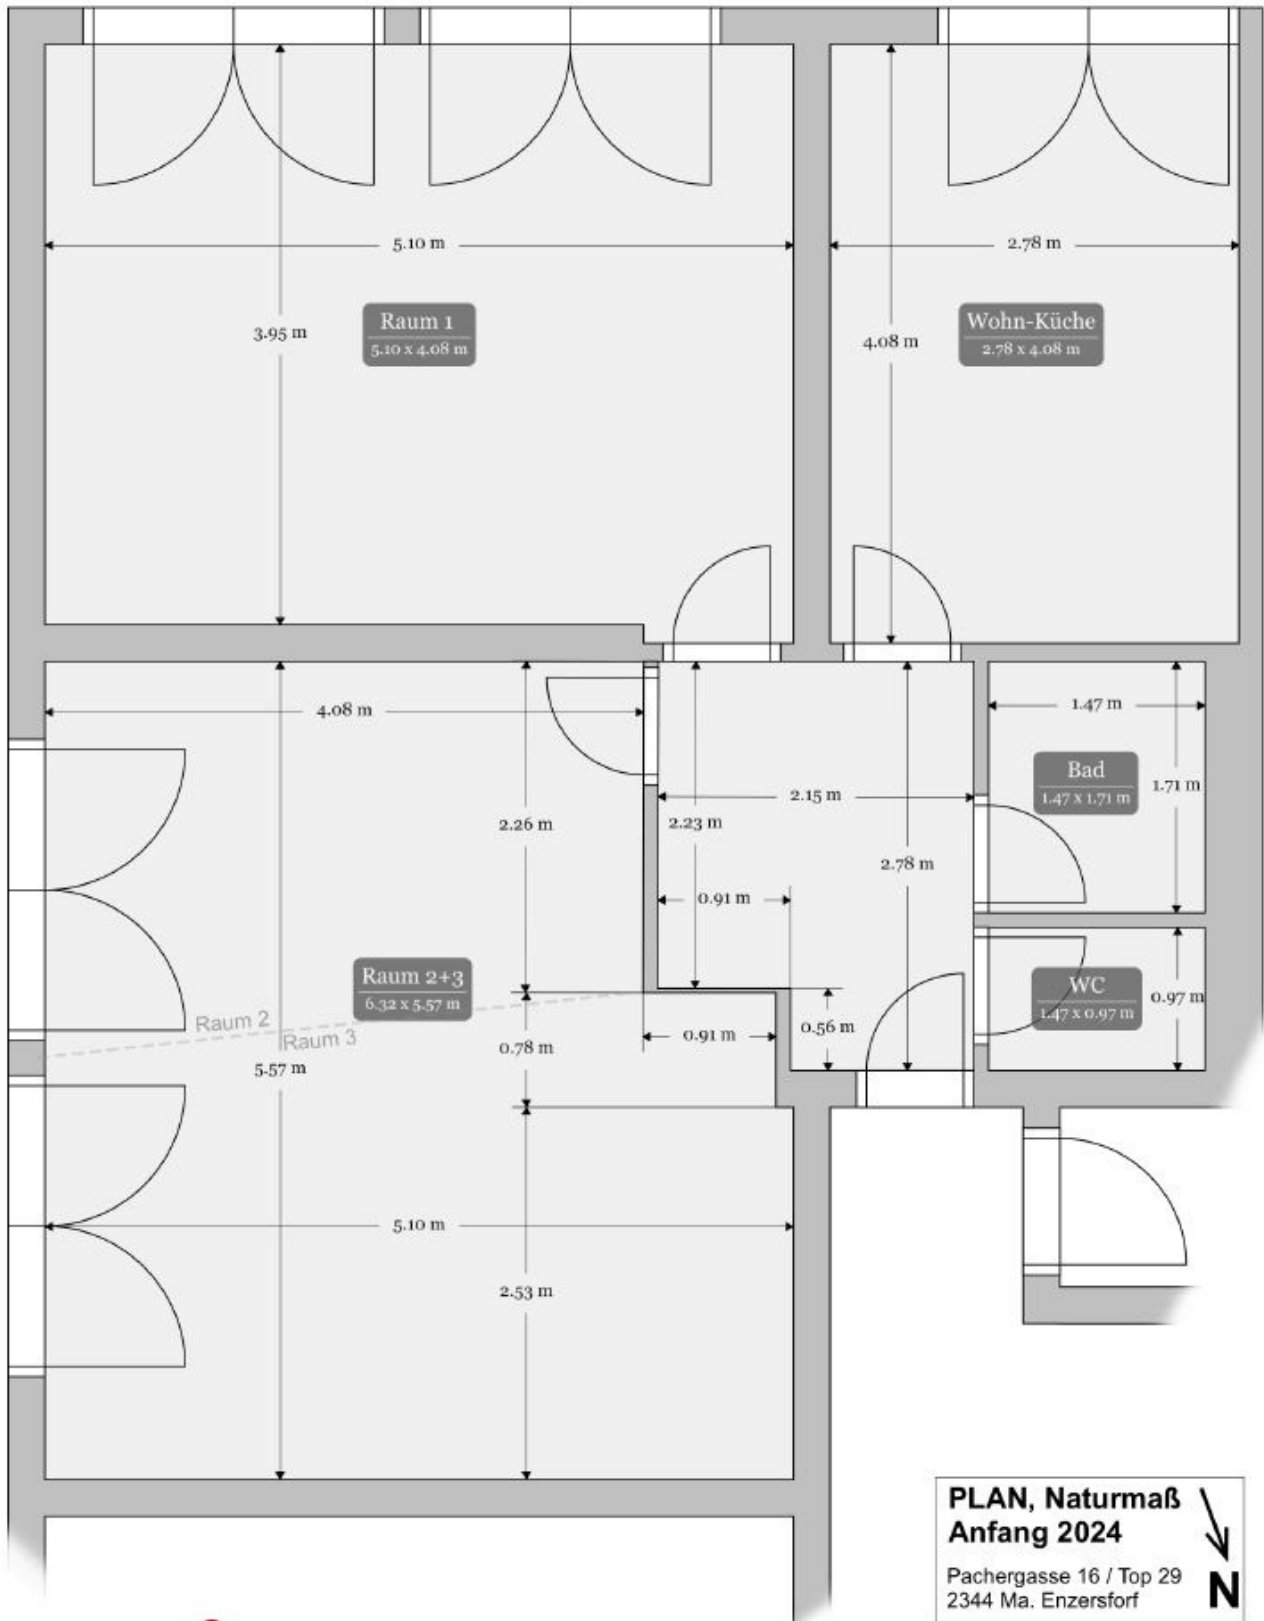 5.10 m
2.78 m
3.95 m
Raum 1
5.10 x 4.08 m
4.08 m
Wohn-Küche
2.78 x 4.08 m
4.08 m
1.47 m
2.26 m
2.15 m
2.23 m
Bad
1.47 x 1.71 m
1.71 m
2.78 m
0.91 m
Raum 2+3
6.32 x 5.57 m
WC
1.47 x 0.97 m
0.97 m
Raum 2
Raum 3
0.78 m
0.91 m
0.56 m
5.57 m
5.10 m
2.53 m
PLAN, Naturmaß
Anfang 2024
Pachergasse 16 / Top 29
2344 Ma. Enzersforf
N